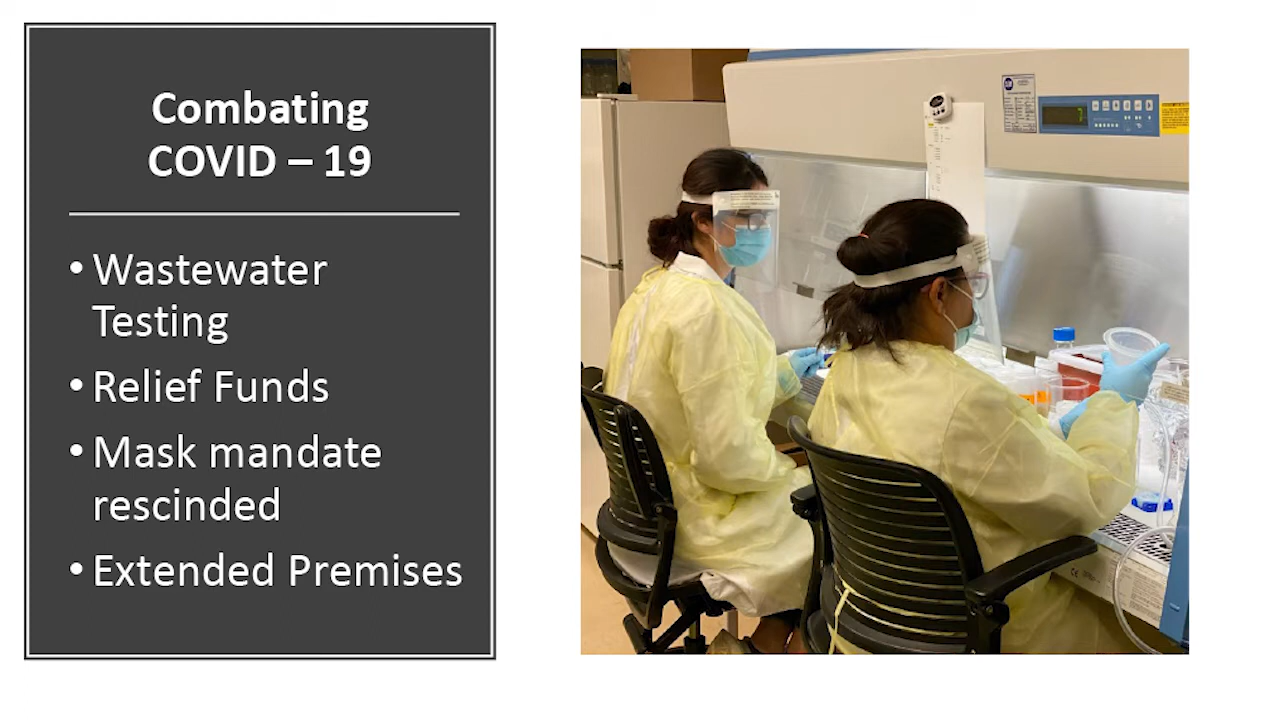 Combating
COVID – 19
• Wastewater
Testing
• Relief Funds
• Mask mandate
rescinded
• Extended Premises